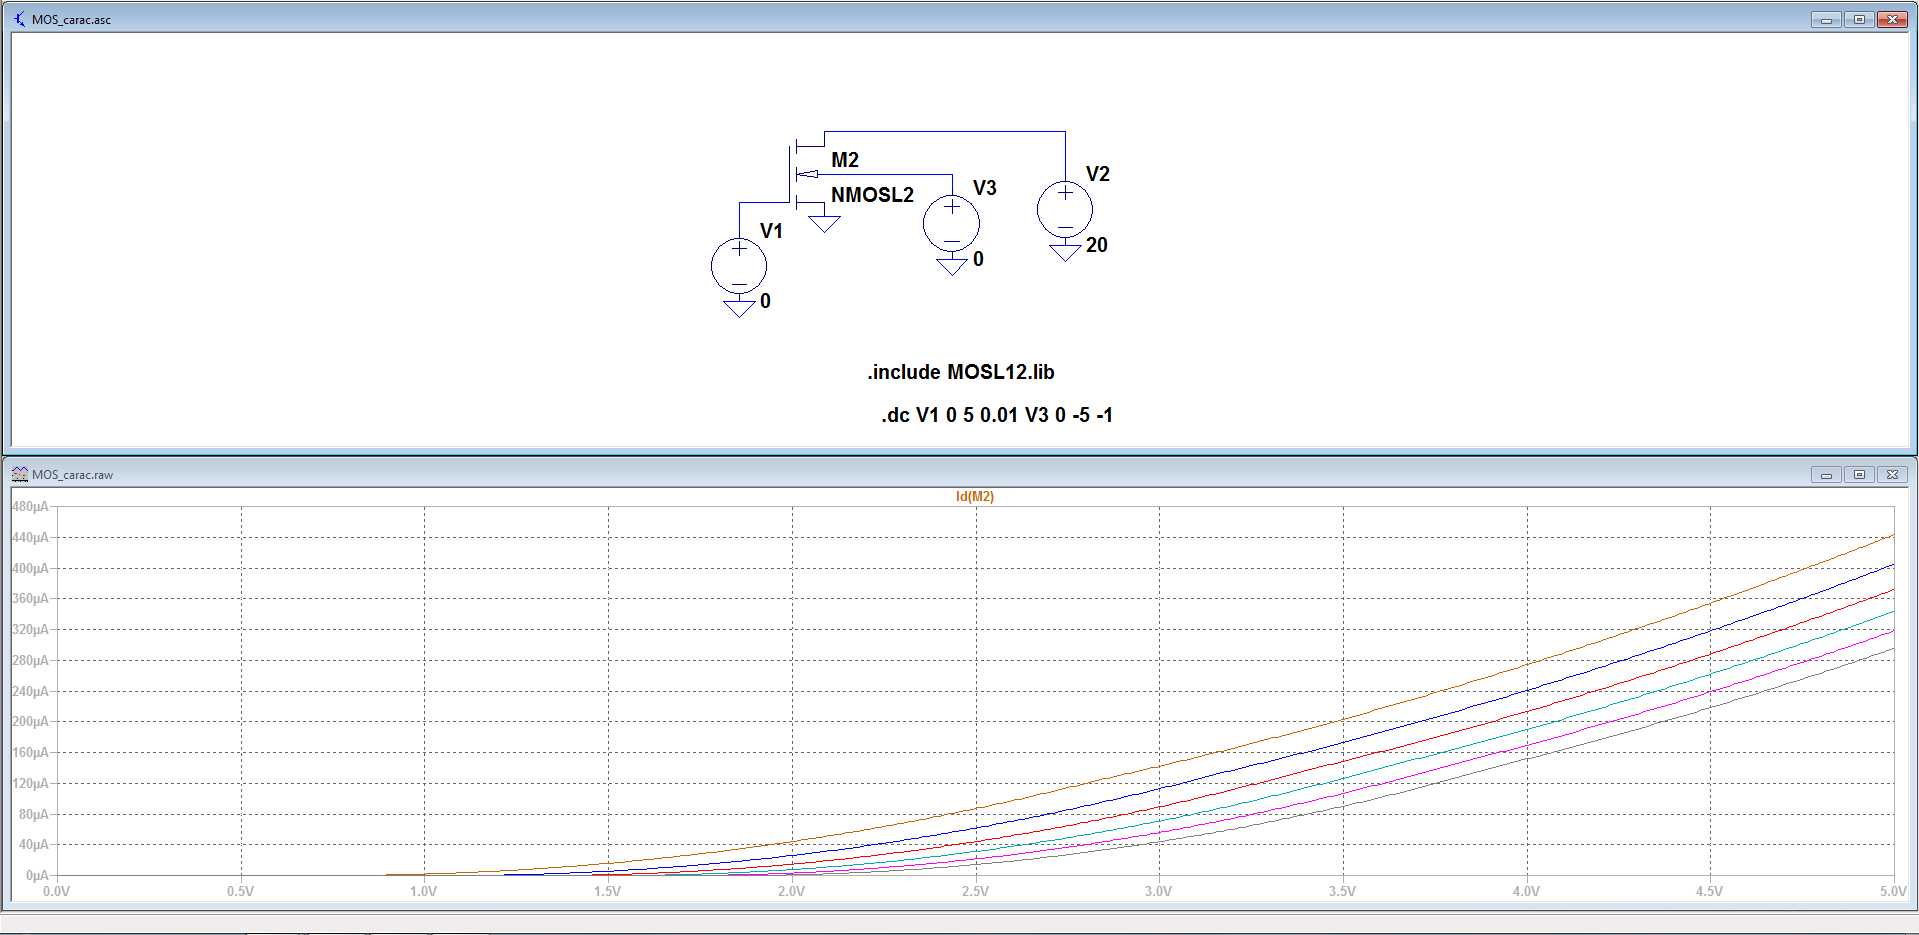 MOS_carac.asc
M2
V2
V3
NMOSL2
V1
20
0
0
.include MOSL12.lib
.dc V1 0 5 0.01 V3 0 -5 -1
MOS_carac.raw
Id(M2)
480µA
440µA
400µA
360µA
320µA
280µA
240µA
200µA
160µA
120µA
80µA
40µA
0µA
0.0V 0.5V 1.0V 1.5V 2.0V 2.5V 3.0V 3.5V 4.0V 4.5V 5.0V